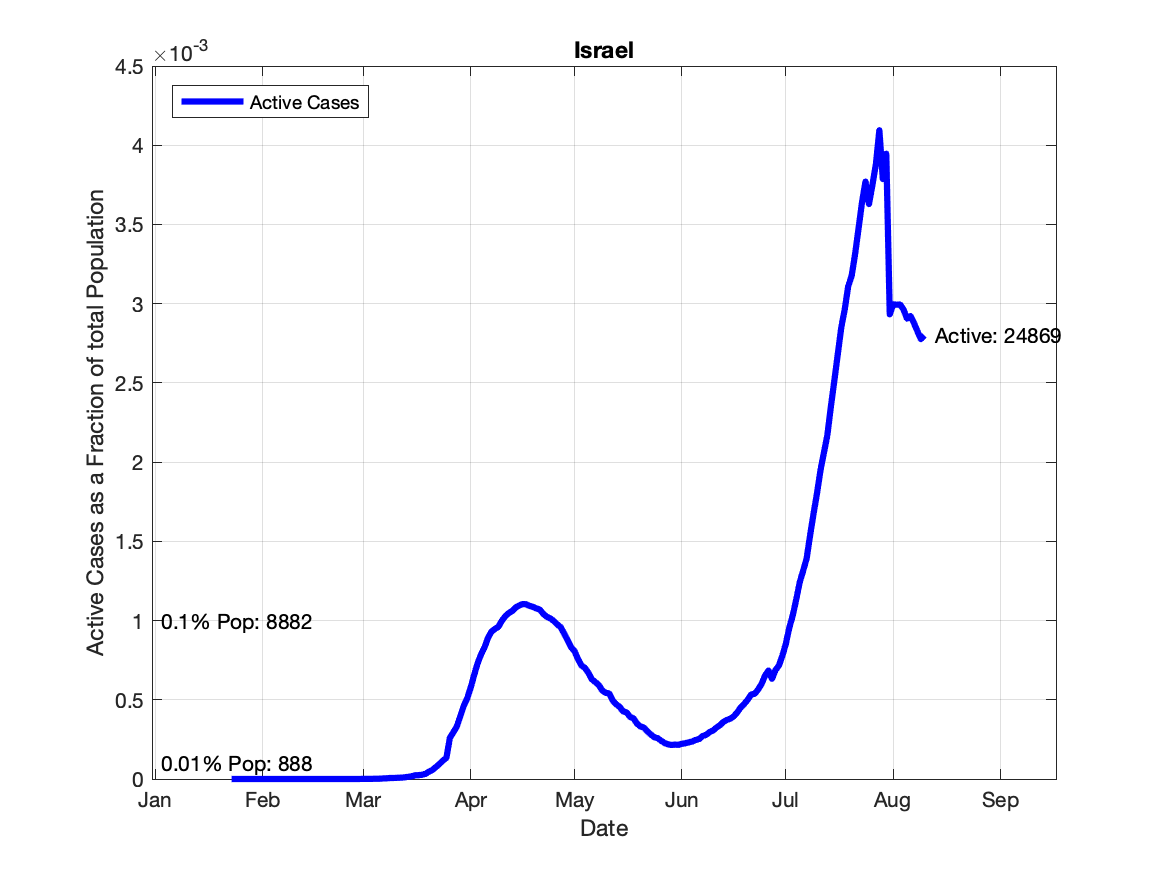 ×10-3
Israel
4.5
Active Cases
4
3.5
3
Active: 24869
2.5
2
1.5
1
0.1% Pop: 8882
0.5
0.01% Pop: 888
0
Active Cases as a Fraction of total Population
Jan Feb Mar Apr May Jun Jul Aug Sep
Date